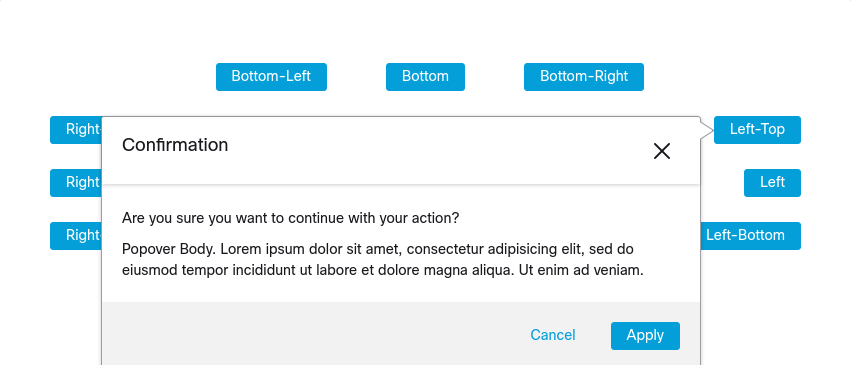 Bottom-Left Bottom Bottom-Right
Right- Left-Top
Confirmation
Right Left
Right- Left-Bottom
Are you sure you want to continue with your action?
Popover Body. Lorem ipsum dolor sit amet, consectetur adipisicing elit, sed do
eiusmod tempor incididunt ut labore et dolore magna aliqua. Ut enim ad veniam.
Cancel Apply